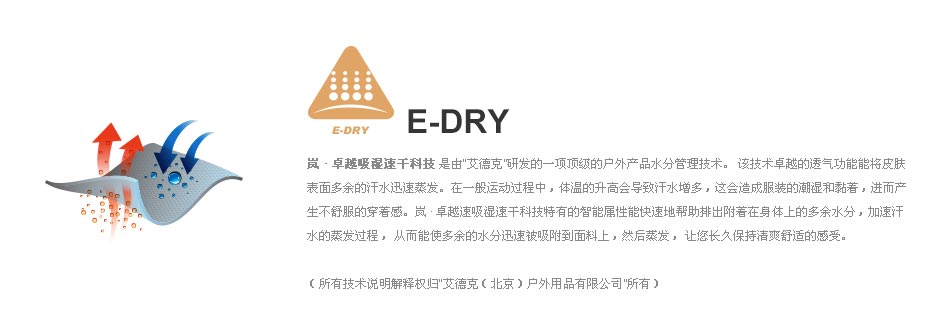 E-DRY
E-DRY
岚 · 卓越吸湿速干科技 是由"艾德克"研发的一项顶级的户外产品水分管理技术。 该技术卓越的透气功能能将皮肤
表面多余的汗水迅速蒸发。在一般运动过程中，体温的升高会导致汗水增多，这会造成服装的潮湿和黏着，进而产
生不舒服的穿着感。岚 · 卓越速吸湿速干科技特有的智能属性能快速地帮助排出附着在身体上的多余水分，加速汗
水的蒸发过程， 从而能使多余的水分迅速被吸附到面料上，然后蒸发， 让您长久保持清爽舒适的感受。
（ 所有技术说明解释权归"艾德克（ 北京 ）户外用品有限公司"所有 ）